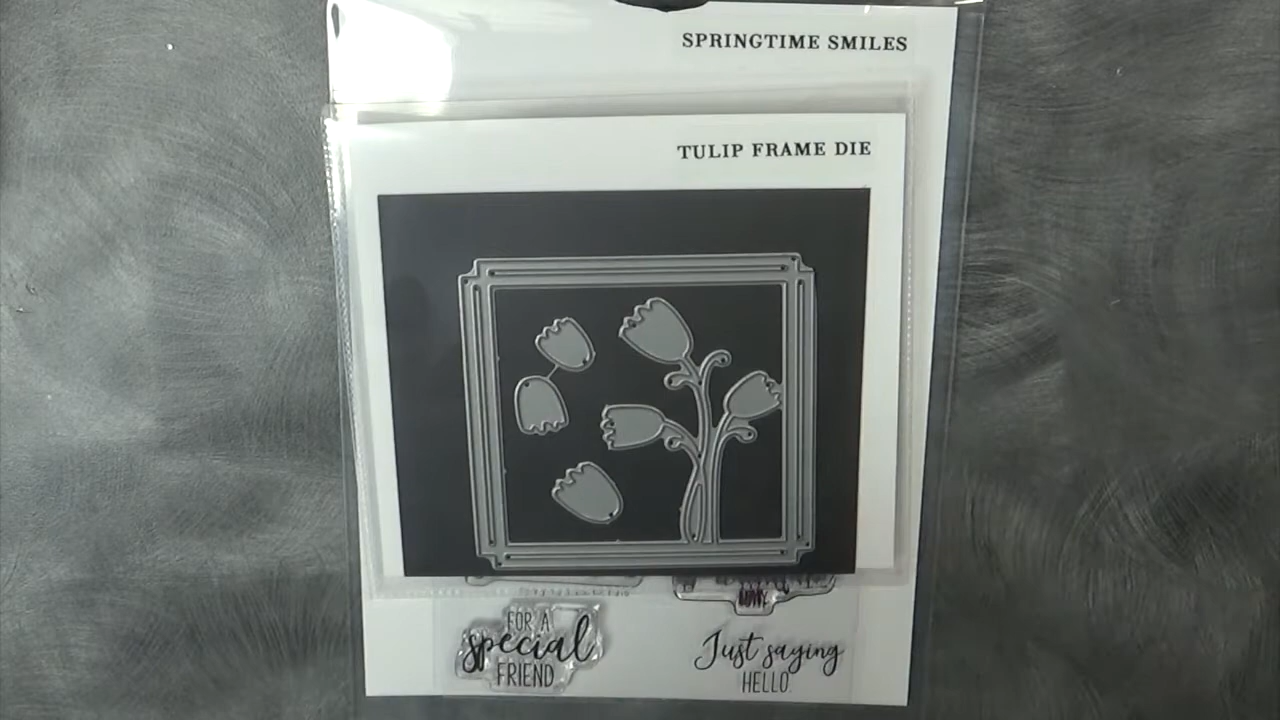 SPRINGTIME SMILES
TULIP FRAME DIE
FOR A
special
FRIEND
Just saying
HELLO